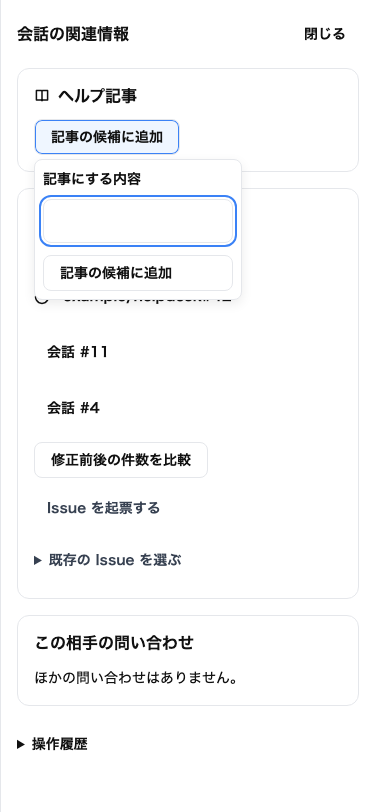 会話の関連情報
閉じる
ヘルプ記事
記事の候補に追加
記事にする内容
記事の候補に追加
会話 #11
会話 #4
修正前後の件数を比較
Issue を起票する
既存の Issue を選ぶ
この相手の問い合わせ
ほかの問い合わせはありません。
操作履歴